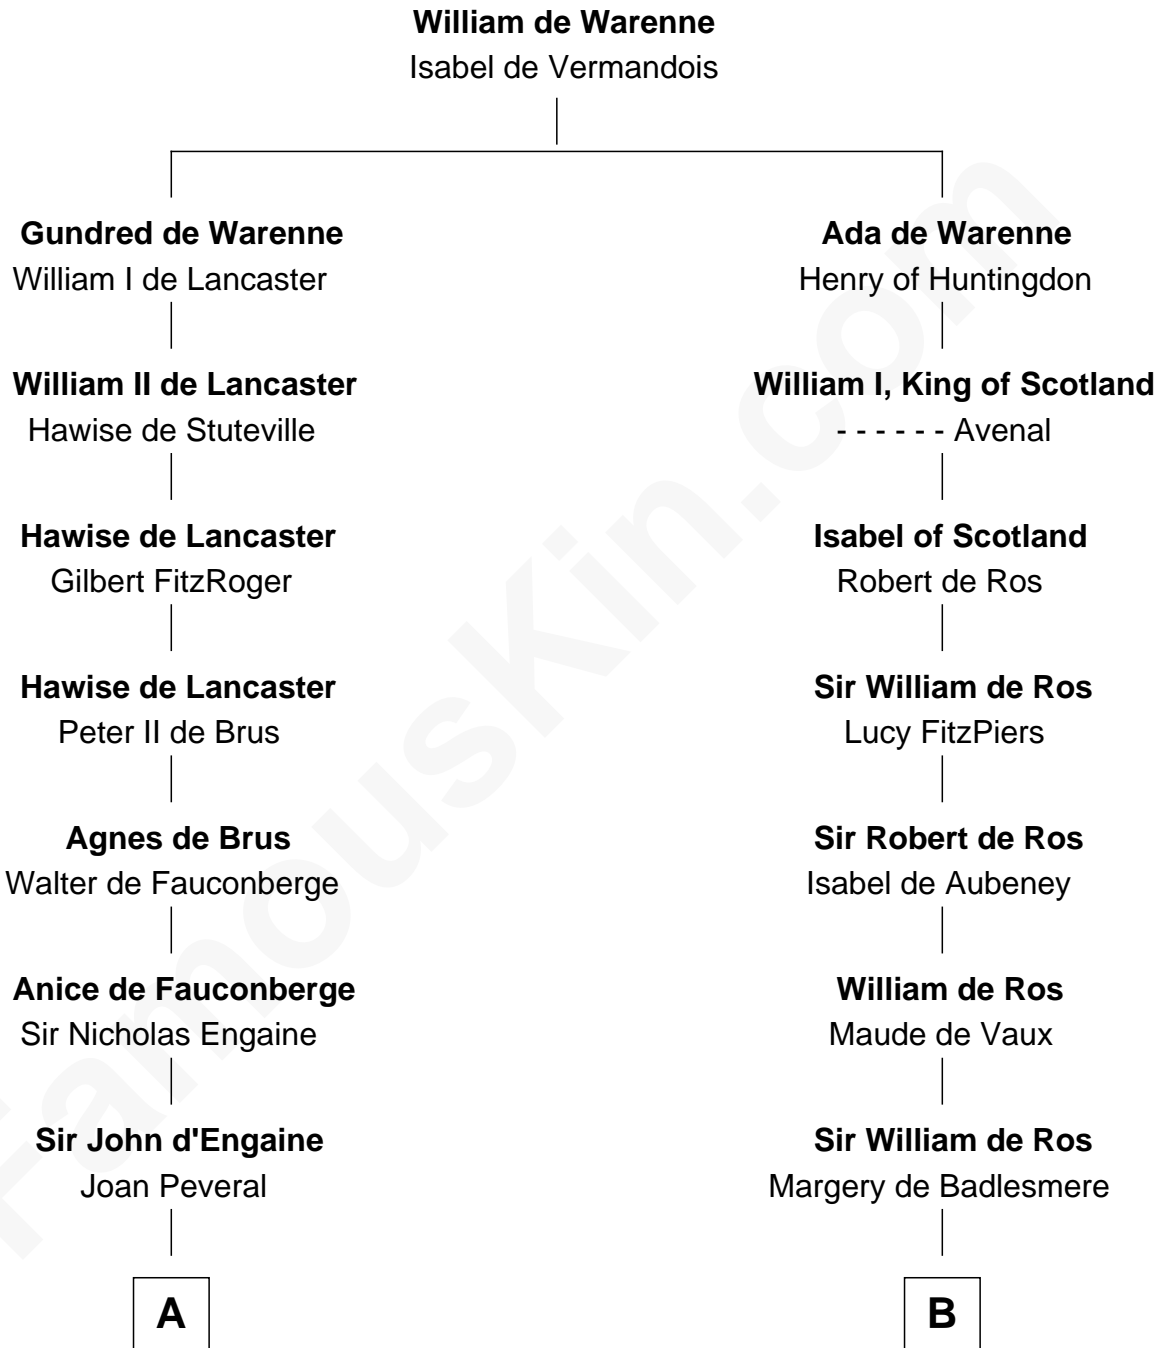 William de Warenne
Isabel de Vermandois
Gundred de Warenne
William I de Lancaster
William II de Lancaster
Hawise de Stuteville
Hawise de Lancaster
Gilbert FitzRoger
Hawise de Lancaster
Peter II de Brus
Agnes de Brus
Walter de Fauconberge
Anice de Fauconberge
Sir Nicholas Engaine
Sir John d'Engaine
Joan Peveral
A
Ada de Warenne
Henry of Huntingdon
William I, King of Scotland
- - - - - - Avenal
Isabel of Scotland
Robert de Ros
Sir William de Ros
Lucy FitzPiers
Sir Robert de Ros
Isabel de Aubeney
William de Ros
Maude de Vaux
Sir William de Ros
Margery de Badlesmere
B
FamousKin.com